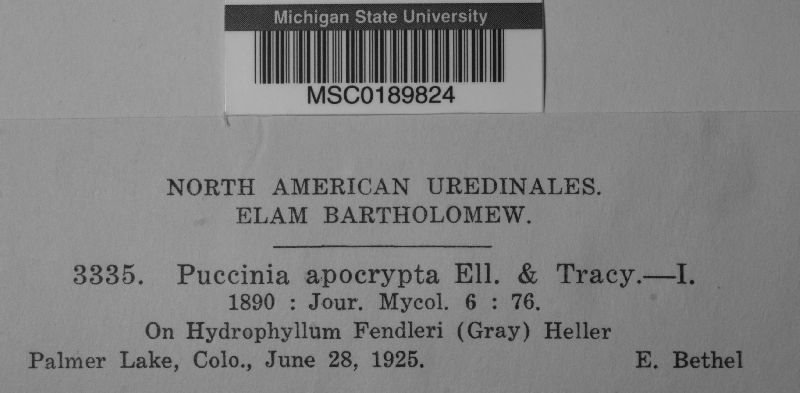 Michigan State University
MSC0189824
NORTH AMERICAN UREDINALES.
ELAM BARTHOLOMEW.
3335. Puccinia apocrypta Ell. & Tracy.—I.
1890 : Jour. Mycol. 6 : 76.
On Hydrophyllum Fendleri (Gray) Heller
Palmer Lake, Colo., June 28, 1925. E. Bethel